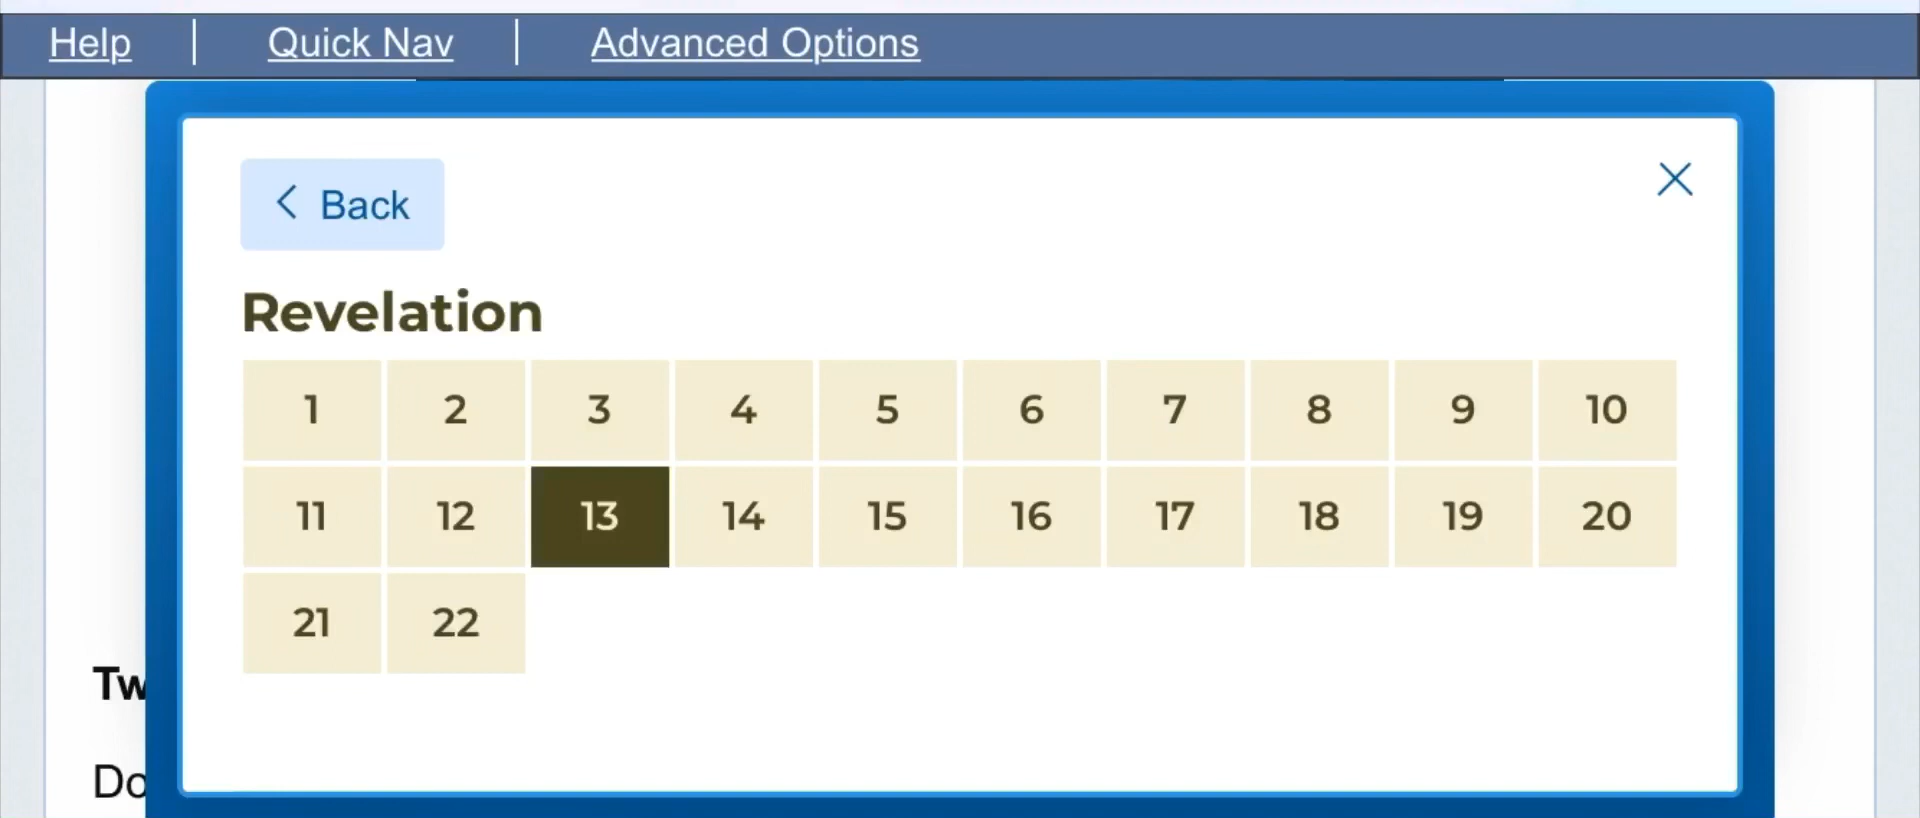 Help | Quick Nav | Advanced Options
Back
Revelation
1 2 3 4 5 6 7 8 9 10
11 12 13 14 15 16 17 18 19 20
21 22
Tw
Do